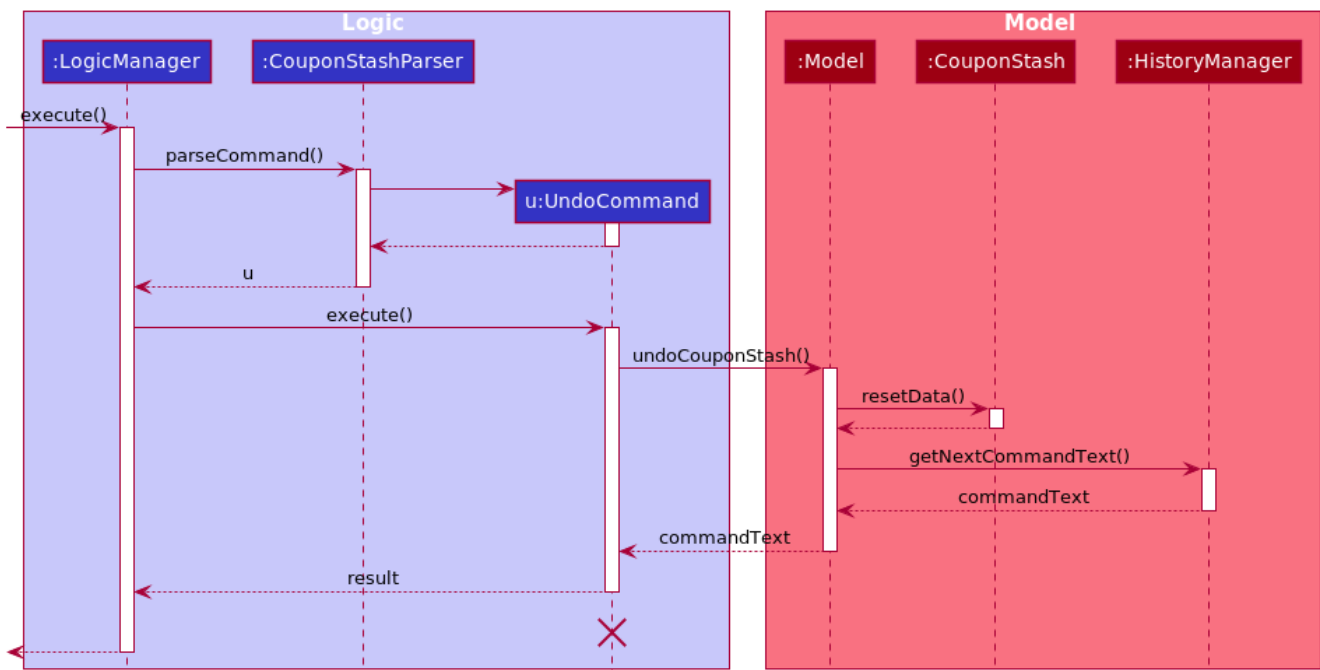 Logic
Model
:LogicManager
:CouponStashParser
:Model
:CouponStash
:HistoryManager
execute()
parseCommand()
u:UndoCommand
u
execute()
undoCouponStash()
resetData()
getNextCommandText()
commandText
commandText
result